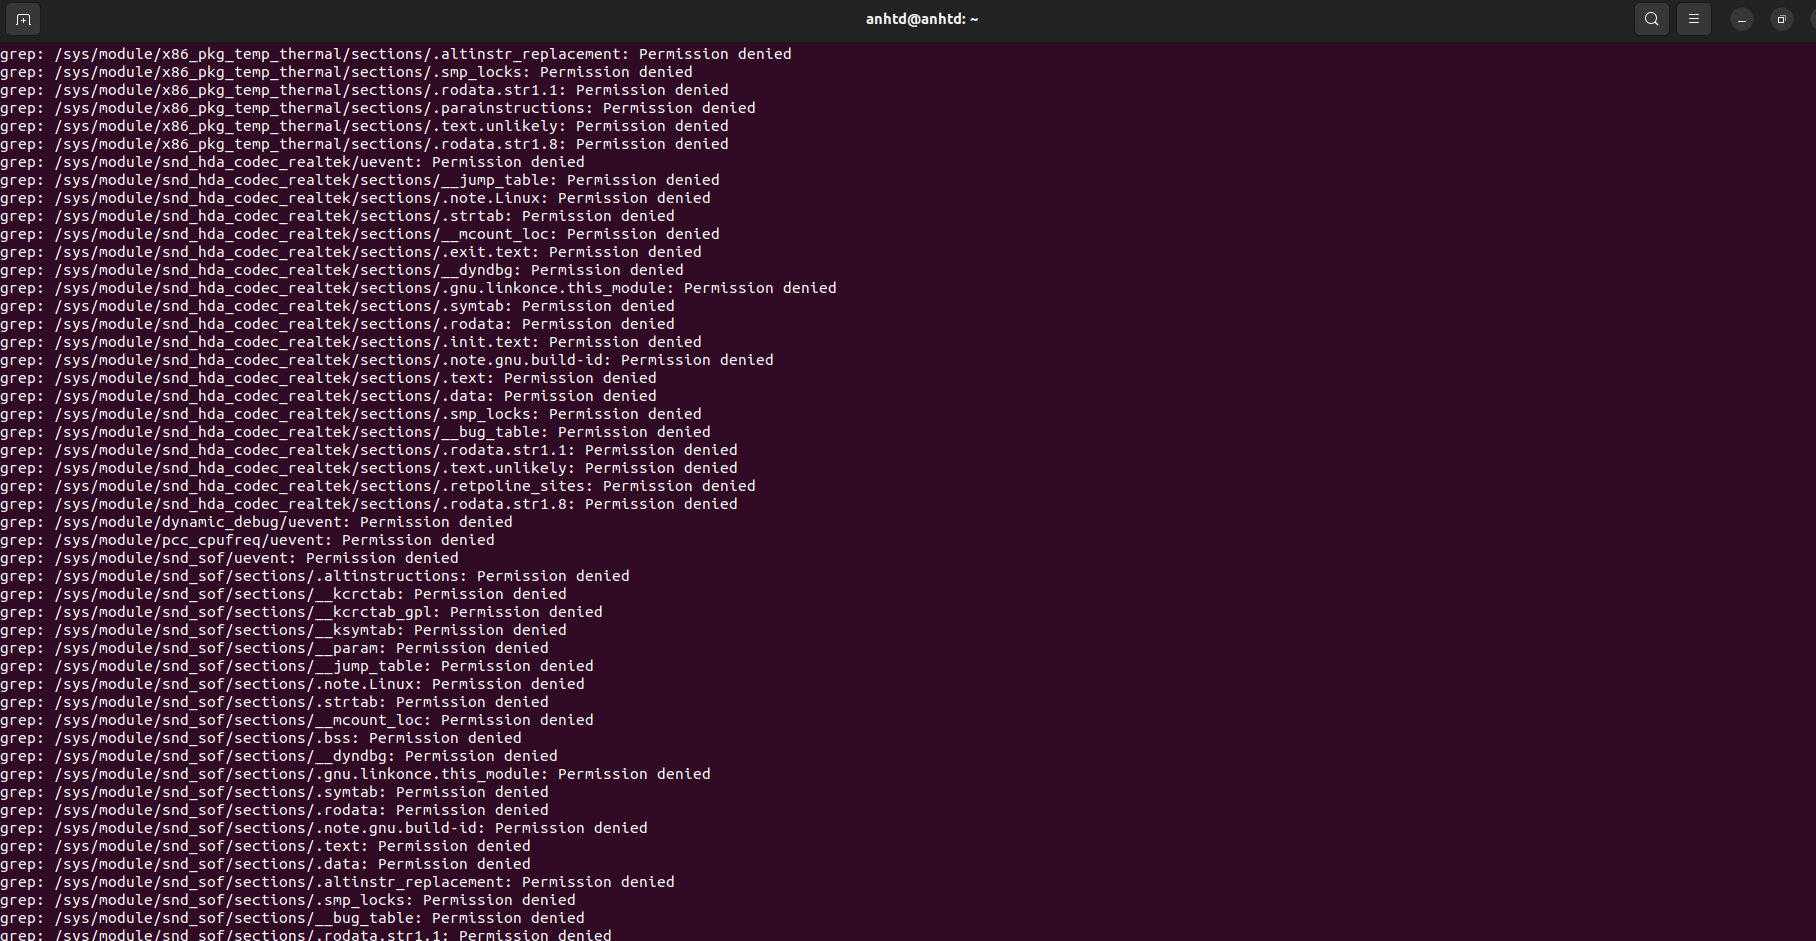 anhtd@anhtd: ~
grep: /sys/module/x86_pkg_temp_thermal/sections/.altinstr_replacement: Permission denied
grep: /sys/module/x86_pkg_temp_thermal/sections/.smp_locks: Permission denied
grep: /sys/module/x86_pkg_temp_thermal/sections/.rodata.str1.1: Permission denied
grep: /sys/module/x86_pkg_temp_thermal/sections/.parainstructions: Permission denied
grep: /sys/module/x86_pkg_temp_thermal/sections/.text.unlikely: Permission denied
grep: /sys/module/x86_pkg_temp_thermal/sections/.rodata.str1.8: Permission denied
grep: /sys/module/snd_hda_codec_realtek/uevent: Permission denied
grep: /sys/module/snd_hda_codec_realtek/sections/__jump_table: Permission denied
grep: /sys/module/snd_hda_codec_realtek/sections/.note.Linux: Permission denied
grep: /sys/module/snd_hda_codec_realtek/sections/.strtab: Permission denied
grep: /sys/module/snd_hda_codec_realtek/sections/__mcount_loc: Permission denied
grep: /sys/module/snd_hda_codec_realtek/sections/.exit.text: Permission denied
grep: /sys/module/snd_hda_codec_realtek/sections/__dyndbg: Permission denied
grep: /sys/module/snd_hda_codec_realtek/sections/.gnu.linkonce.this_module: Permission denied
grep: /sys/module/snd_hda_codec_realtek/sections/.symtab: Permission denied
grep: /sys/module/snd_hda_codec_realtek/sections/.rodata: Permission denied
grep: /sys/module/snd_hda_codec_realtek/sections/.init.text: Permission denied
grep: /sys/module/snd_hda_codec_realtek/sections/.note.gnu.build-id: Permission denied
grep: /sys/module/snd_hda_codec_realtek/sections/.text: Permission denied
grep: /sys/module/snd_hda_codec_realtek/sections/.data: Permission denied
grep: /sys/module/snd_hda_codec_realtek/sections/.smp_locks: Permission denied
grep: /sys/module/snd_hda_codec_realtek/sections/__bug_table: Permission denied
grep: /sys/module/snd_hda_codec_realtek/sections/.rodata.str1.1: Permission denied
grep: /sys/module/snd_hda_codec_realtek/sections/.text.unlikely: Permission denied
grep: /sys/module/snd_hda_codec_realtek/sections/.retpoline_sites: Permission denied
grep: /sys/module/snd_hda_codec_realtek/sections/.rodata.str1.8: Permission denied
grep: /sys/module/dynamic_debug/uevent: Permission denied
grep: /sys/module/pcc_cpufreq/uevent: Permission denied
grep: /sys/module/snd_sof/uevent: Permission denied
grep: /sys/module/snd_sof/sections/.altinstructions: Permission denied
grep: /sys/module/snd_sof/sections/__kcrctab: Permission denied
grep: /sys/module/snd_sof/sections/__kcrctab_gpl: Permission denied
grep: /sys/module/snd_sof/sections/__ksymtab: Permission denied
grep: /sys/module/snd_sof/sections/__param: Permission denied
grep: /sys/module/snd_sof/sections/__jump_table: Permission denied
grep: /sys/module/snd_sof/sections/.note.Linux: Permission denied
grep: /sys/module/snd_sof/sections/.strtab: Permission denied
grep: /sys/module/snd_sof/sections/__mcount_loc: Permission denied
grep: /sys/module/snd_sof/sections/.bss: Permission denied
grep: /sys/module/snd_sof/sections/__dyndbg: Permission denied
grep: /sys/module/snd_sof/sections/.gnu.linkonce.this_module: Permission denied
grep: /sys/module/snd_sof/sections/.symtab: Permission denied
grep: /sys/module/snd_sof/sections/.rodata: Permission denied
grep: /sys/module/snd_sof/sections/.note.gnu.build-id: Permission denied
grep: /sys/module/snd_sof/sections/.text: Permission denied
grep: /sys/module/snd_sof/sections/.data: Permission denied
grep: /sys/module/snd_sof/sections/.altinstr_replacement: Permission denied
grep: /sys/module/snd_sof/sections/.smp_locks: Permission denied
grep: /sys/module/snd_sof/sections/__bug_table: Permission denied
grep: /sys/module/snd_sof/sections/.rodata.str1.1: Permission denied